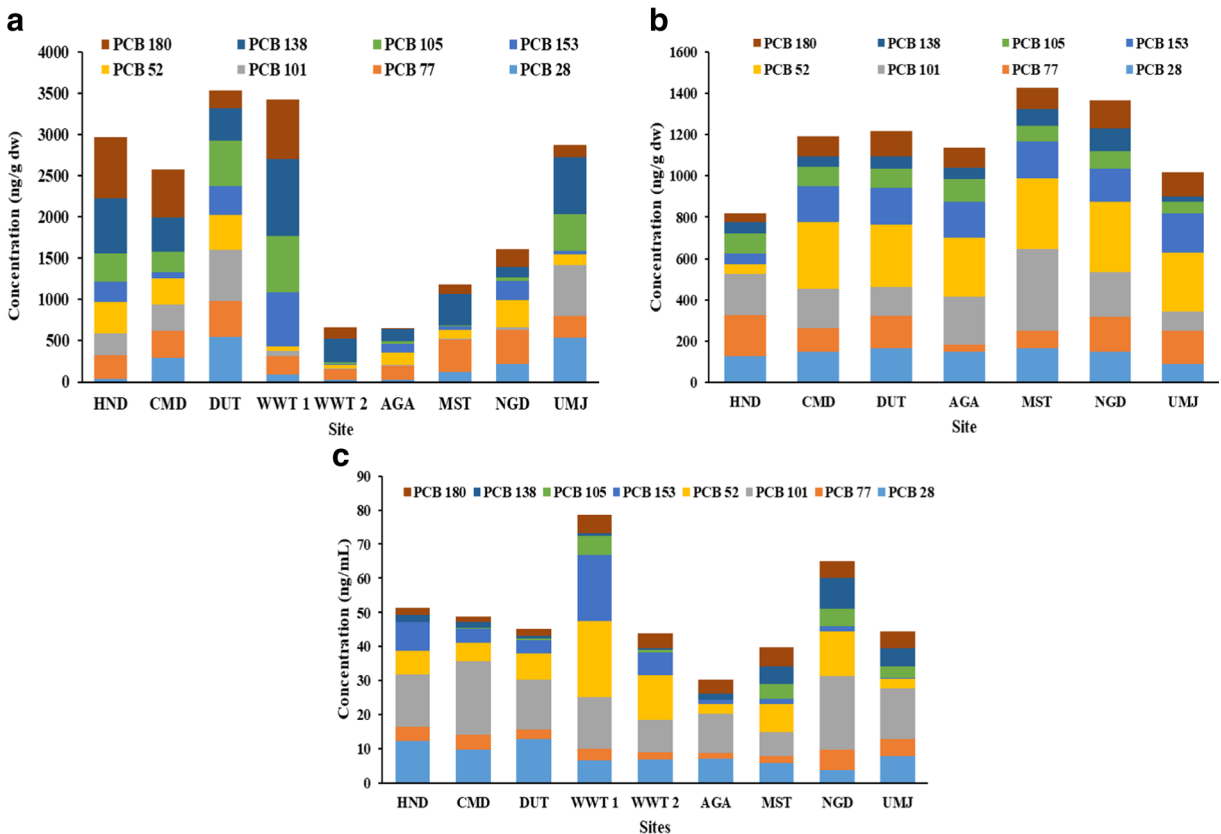 a
PCB 180 PCB 138 PCB 105 PCB 153
PCB 52 PCB 101 PCB 77 PCB 28
4000
3500
3000
2500
2000
1500
1000
500
0
Concentration (ng/g dw)
HND CMD DUT WWT 1 WWT 2 AGA MST NGD UMJ
Site
b
PCB 180 PCB 138 PCB 105 PCB 153
PCB 52 PCB 101 PCB 77 PCB 28
1600
1400
1200
1000
800
600
400
200
0
Concentration (ng/g dw)
HND CMD DUT AGA MST NGD UMJ
Site
c
PCB 180 PCB 138 PCB 105 PCB 153 PCB 52 PCB 101 PCB 77 PCB 28
90
80
70
60
50
40
30
20
10
0
Concentration (ng/mL)
HND CMD DUT WWT 1 WWT 2 AGA MST NGD UMJ
Sites